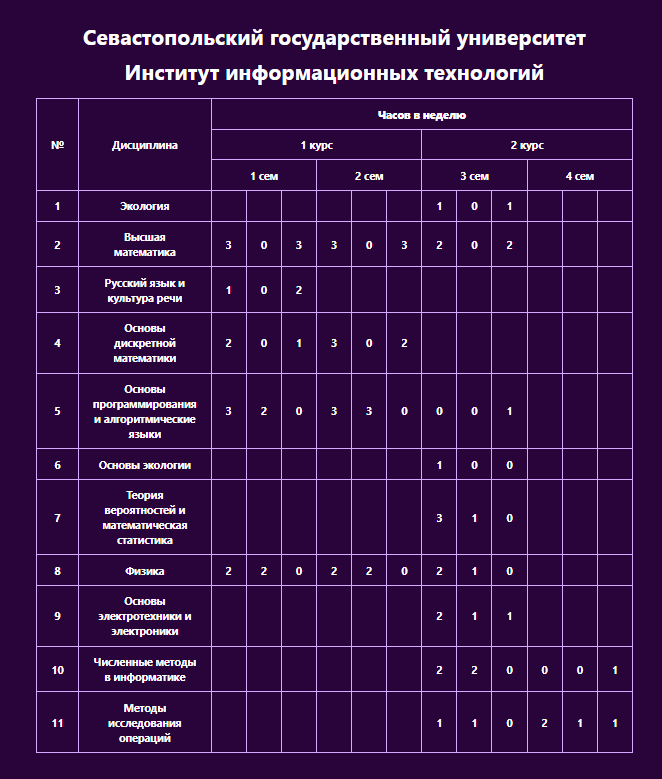 Севастопольский государственный университет
Институт информационных технологий
Часов в неделю
№ Дисциплина 1 курс 2 курс
1 сем 2 сем 3 сем 4 сем
1 Экология 1 0 1
2 Высшая
математика 3 0 3 3 0 3 2 0 2
3 Русский язык и
культура речи 1 0 2
4 Основы
дискретной
математики 2 0 1 3 0 2
5 Основы
программирования
и алгоритмические
языки 3 2 0 3 3 0 0 0 1
6 Основы экологии 1 0 0
7 Теория
вероятностей и
математическая
статистика 3 1 0
8 Физика 2 2 0 2 2 0 2 1 0
9 Основы
электротехники и
электроники 2 1 1
10 Численные методы
в информатике 2 2 0 0 0 1
11 Методы
исследования
операций 1 1 0 2 1 1